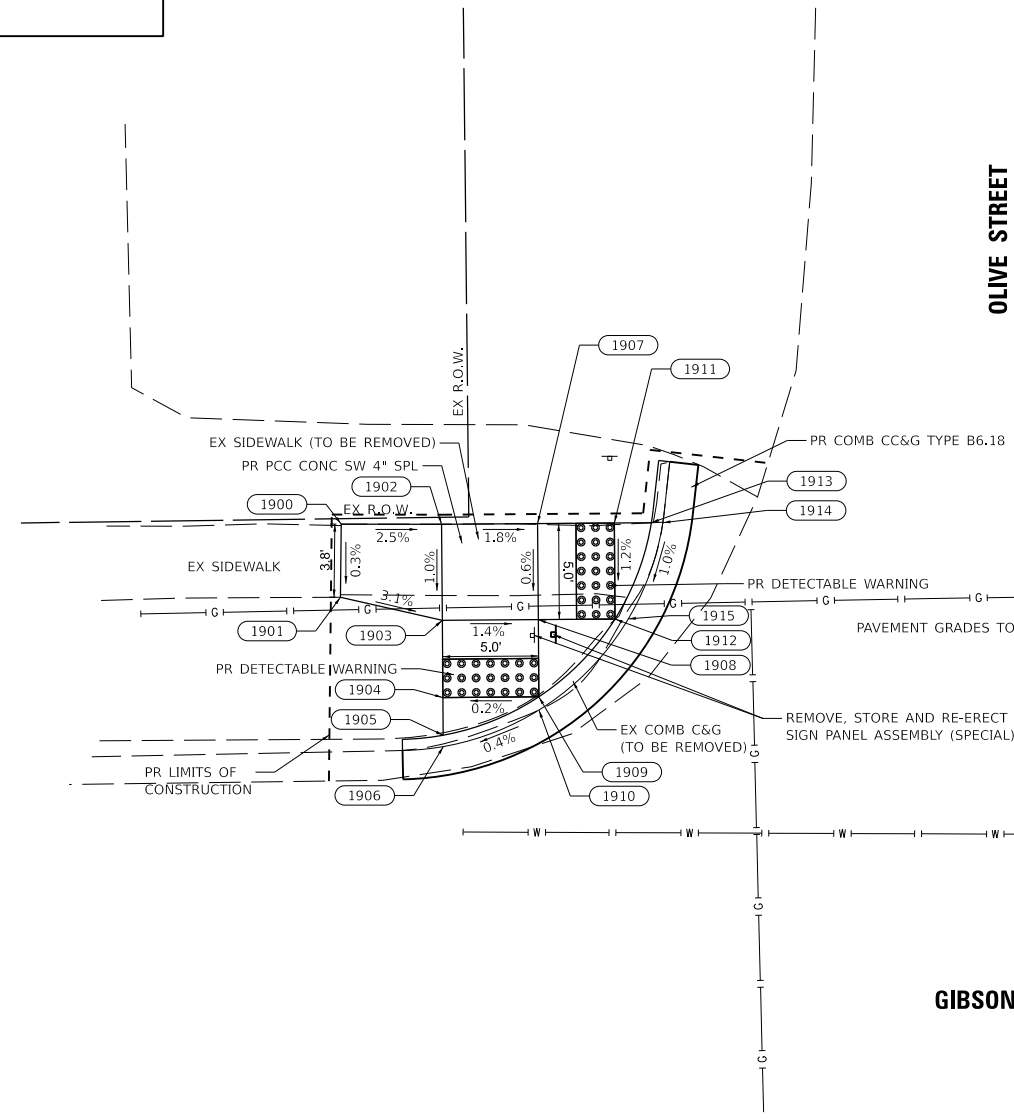 OLIVE STREET
1907
1911
EX R.O.W.
EX SIDEWALK (TO BE REMOVED)
PR COMB CC&G TYPE B6.18
PR PCC CONC SW 4" SPL
1902
1913
1900
EX R.O.W.
1914
2.5%
1.8%
3.8'
0.3%
1.0%
0.6%
5.0'
1.2%
1.0%
EX SIDEWALK
PR DETECTABLE WARNING
3.1%
G G G G G G
1915
1901
1903
1.4%
1912
PAVEMENT GRADES TO
5.0'
1908
PR DETECTABLE WARNING
1904
0.2%
1905
EX COMB C&G
(TO BE REMOVED)
REMOVE, STORE AND RE-ERECT
SIGN PANEL ASSEMBLY (SPECIAL)
0.4%
G
PR LIMITS OF
CONSTRUCTION
1909
1906
1910
W W W W
G
GIBSON
G